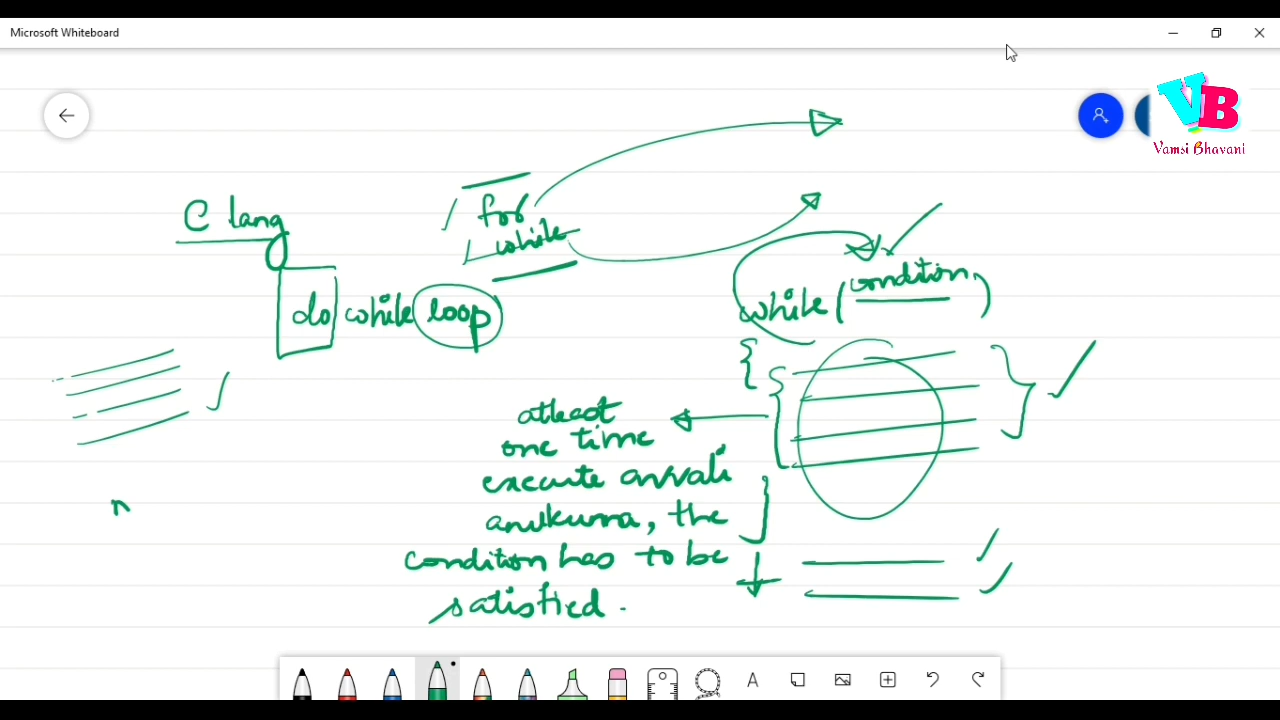 Microsoft Whiteboard
VB
Vamsi Bhavani
C lang
for
while
do while loop
while (condition)
atleast
one time
execute avvali
anukunna, the
condition has to be
satisfied.
n
A